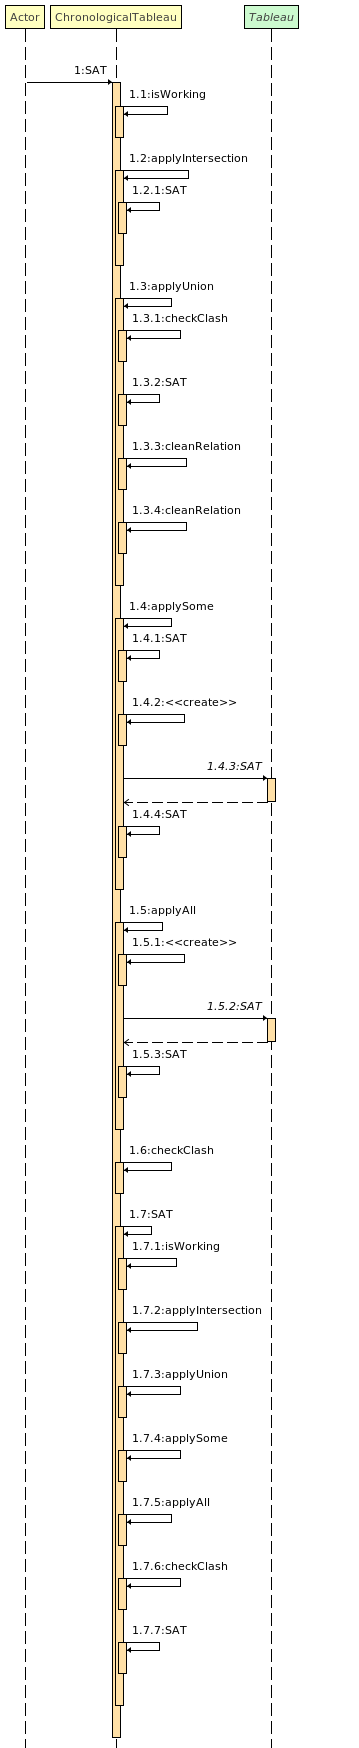 Actor ChronologicalTableau Tableau
1:SAT
1.1:isWorking
1.2:applyIntersection
1.2.1:SAT
1.3:applyUnion
1.3.1:checkClash
1.3.2:SAT
1.3.3:cleanRelation
1.3.4:cleanRelation
1.4:applySome
1.4.1:SAT
1.4.2:<<create>>
1.4.3:SAT
1.4.4:SAT
1.5:applyAll
1.5.1:<<create>>
1.5.2:SAT
1.5.3:SAT
1.6:checkClash
1.7:SAT
1.7.1:isWorking
1.7.2:applyIntersection
1.7.3:applyUnion
1.7.4:applySome
1.7.5:applyAll
1.7.6:checkClash
1.7.7:SAT